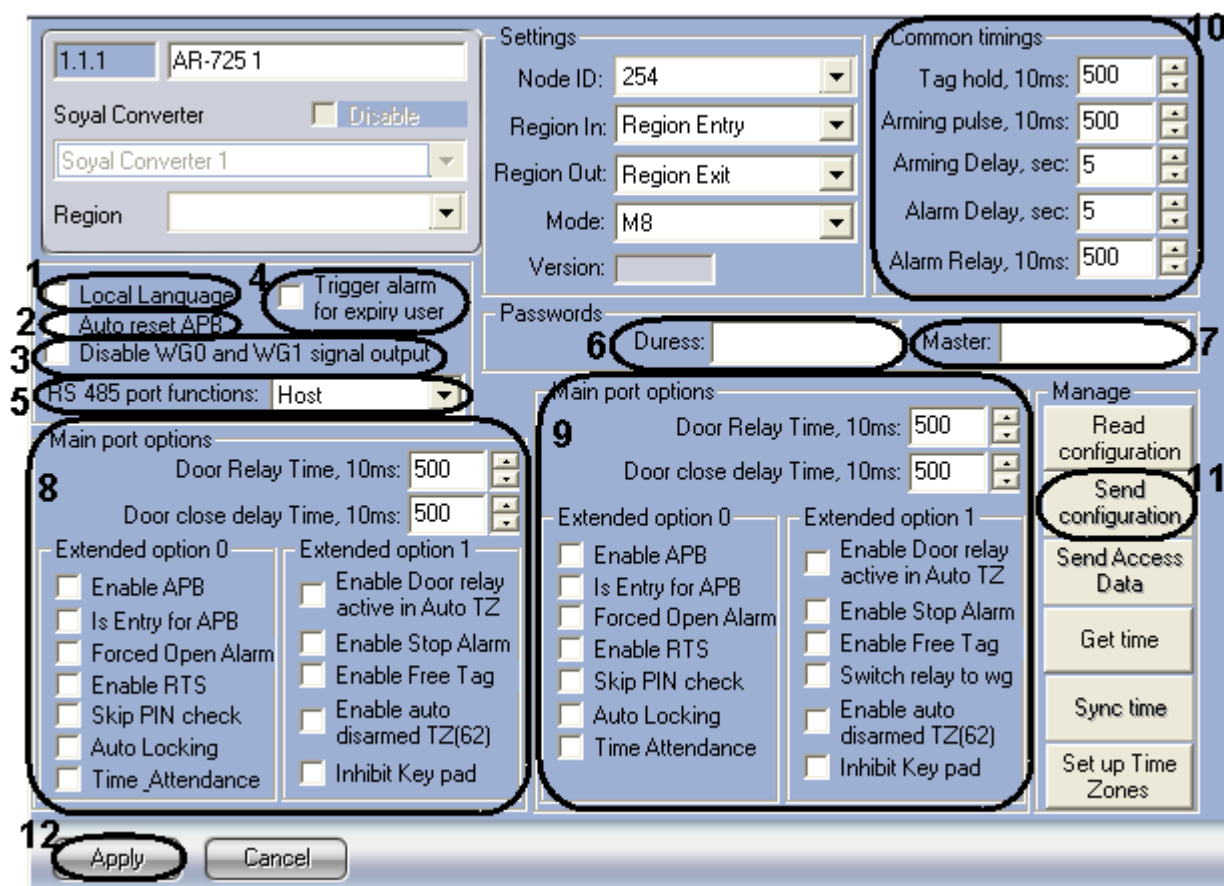 1.1.1 AR-725 1
Soyal Converter Disable
Soyal Converter 1
Region
Settings
Node ID: 254
Region In: Region Entry
Region Out: Region Exit
Mode: M8
Version:
10
Common timings
Tag hold, 10ms: 500
Arming pulse, 10ms: 500
Arming Delay, sec: 5
Alarm Delay, sec: 5
Alarm Relay, 10ms: 500
1 Local Language
2 Auto reset APB
3 Disable WG0 and WG1 signal output
4 Trigger alarm
for expiry user
5 RS 485 port functions: Host
Passwords
6 Duress:
Master: 7
8
Main port options
Door Relay Time, 10ms: 500
Door close delay Time, 10ms: 500
Extended option 0
Enable APB
Is Entry for APB
Forced Open Alarm
Enable RTS
Skip PIN check
Auto Locking
Time _Attendance
Extended option 1
Enable Door relay
active in Auto TZ
Enable Stop Alarm
Enable Free Tag
Enable auto
disarmed TZ(62)
Inhibit Key pad
9
Main port options
Door Relay Time, 10ms: 500
Door close delay Time, 10ms: 500
Extended option 0
Enable APB
Is Entry for APB
Forced Open Alarm
Enable RTS
Skip PIN check
Auto Locking
Time Attendance
Extended option 1
Enable Door relay
active in Auto TZ
Enable Stop Alarm
Enable Free Tag
Switch relay to wg
Enable auto
disarmed TZ(62)
Inhibit Key pad
Manage
Read
configuration
11
Send
configuration
Send Access
Data
Get time
Sync time
Set up Time
Zones
12
Apply Cancel